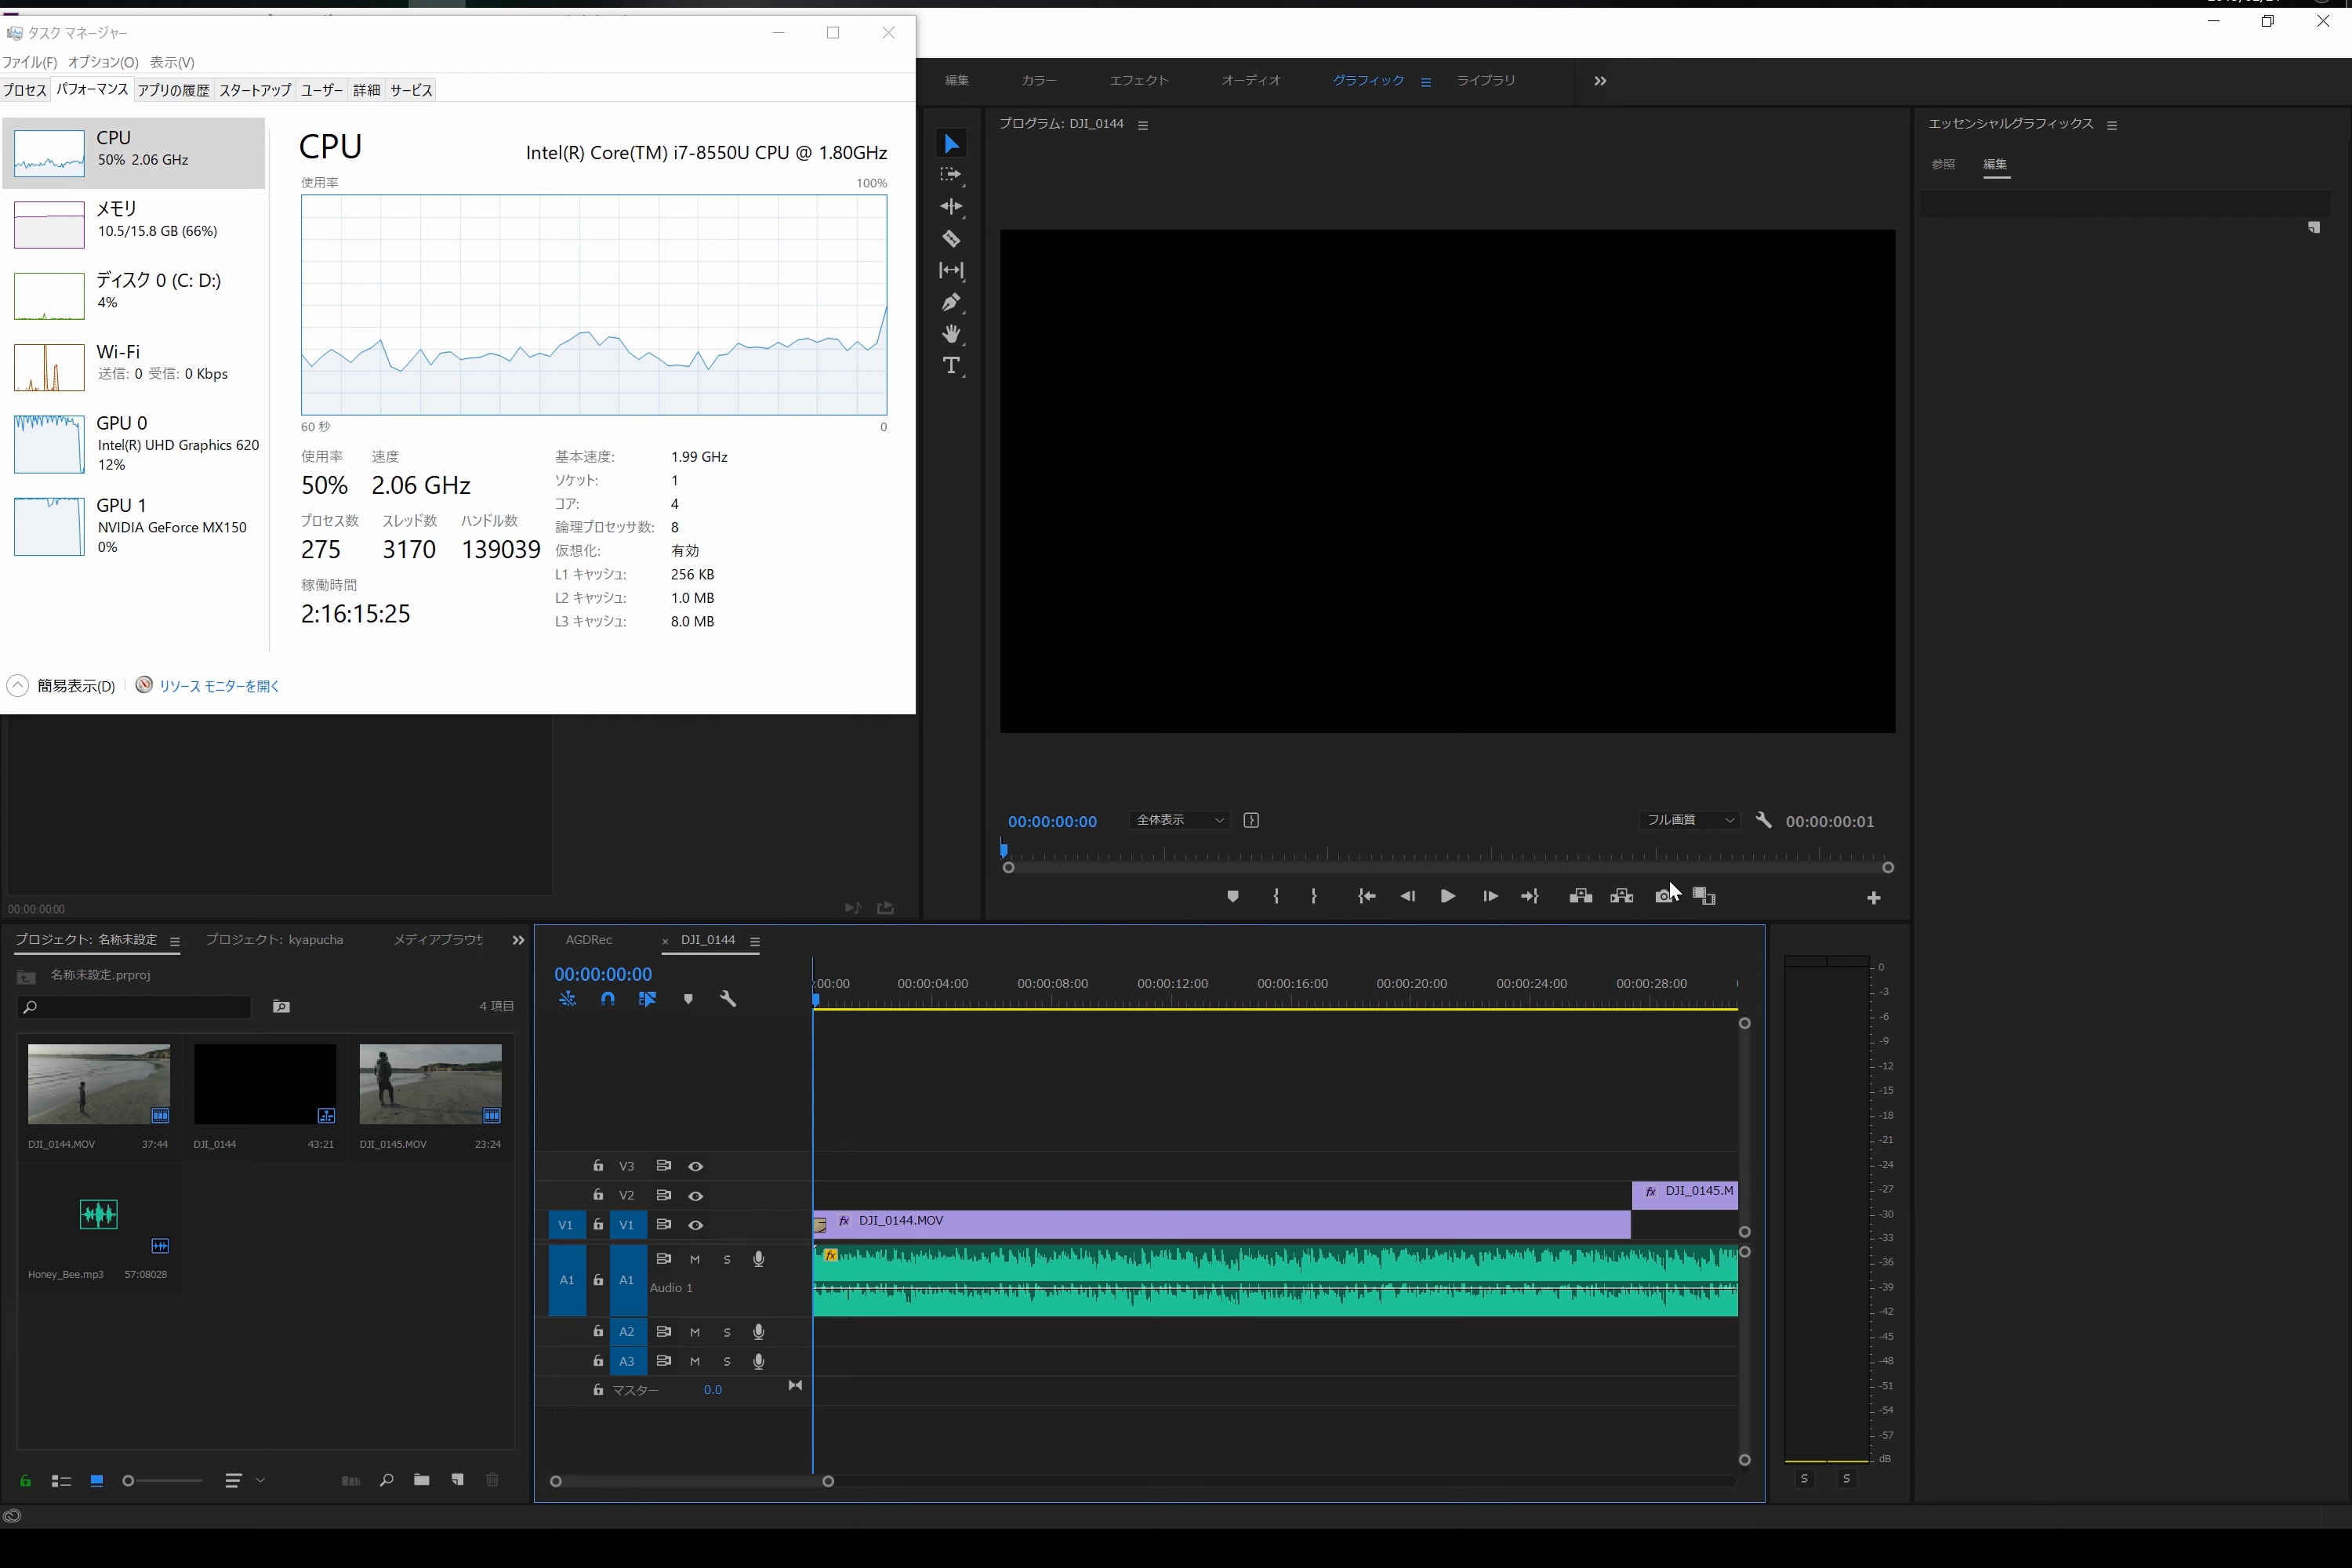 タスク マネージャー
ファイル(F) オプション(O) 表示(V)
プロセス パフォーマンス アプリの履歴 スタートアップ ユーザー 詳細 サービス
CPU
50% 2.06 GHz
メモリ
10.5/15.8 GB (66%)
ディスク 0 (C: D:)
4%
Wi-Fi
送信: 0 受信: 0 Kbps
GPU 0
Intel(R) UHD Graphics 620
12%
GPU 1
NVIDIA GeForce MX150
0%
CPU
Intel(R) Core(TM) i7-8550U CPU @ 1.80GHz
使用率 100%
60 秒 0
使用率 速度
50% 2.06 GHz
プロセス数 スレッド数 ハンドル数
275 3170 139039
稼働時間
2:16:15:25
基本速度: 1.99 GHz
ソケット: 1
コア: 4
論理プロセッサ数: 8
仮想化: 有効
L1 キャッシュ: 256 KB
L2 キャッシュ: 1.0 MB
L3 キャッシュ: 8.0 MB
簡易表示(D) リソース モニターを開く
編集 カラー エフェクト オーディオ グラフィック ライブラリ
プログラム: DJI_0144
エッセンシャルグラフィックス
参照 編集
00:00:00:00 全体表示 フル画質 00:00:00:01
00:00:00:00
プロジェクト: 名称未設定 プロジェクト: kyapucha メディアブラウザ
名称未設定.prproj
4 項目
DJI_0144.MOV 37:44
DJI_0144 43:21
DJI_0145.MOV 23:24
Honey_Bee.mp3 57:08028
AGDRec × DJI_0144
00:00:00:00
:00:00 00:00:04:00 00:00:08:00 00:00:12:00 00:00:16:00 00:00:20:00 00:00:24:00 00:00:28:00
V3
V2 fx DJI_0145.M
V1 V1 fx DJI_0144.MOV
A1 A1 M S fx
Audio 1
A2 M S
A3 M S
マスター 0.0
0
-3
-6
-9
-12
-15
-18
-21
-24
-27
-30
-33
-36
-39
-42
-45
-48
-51
-54
-57
dB
S S